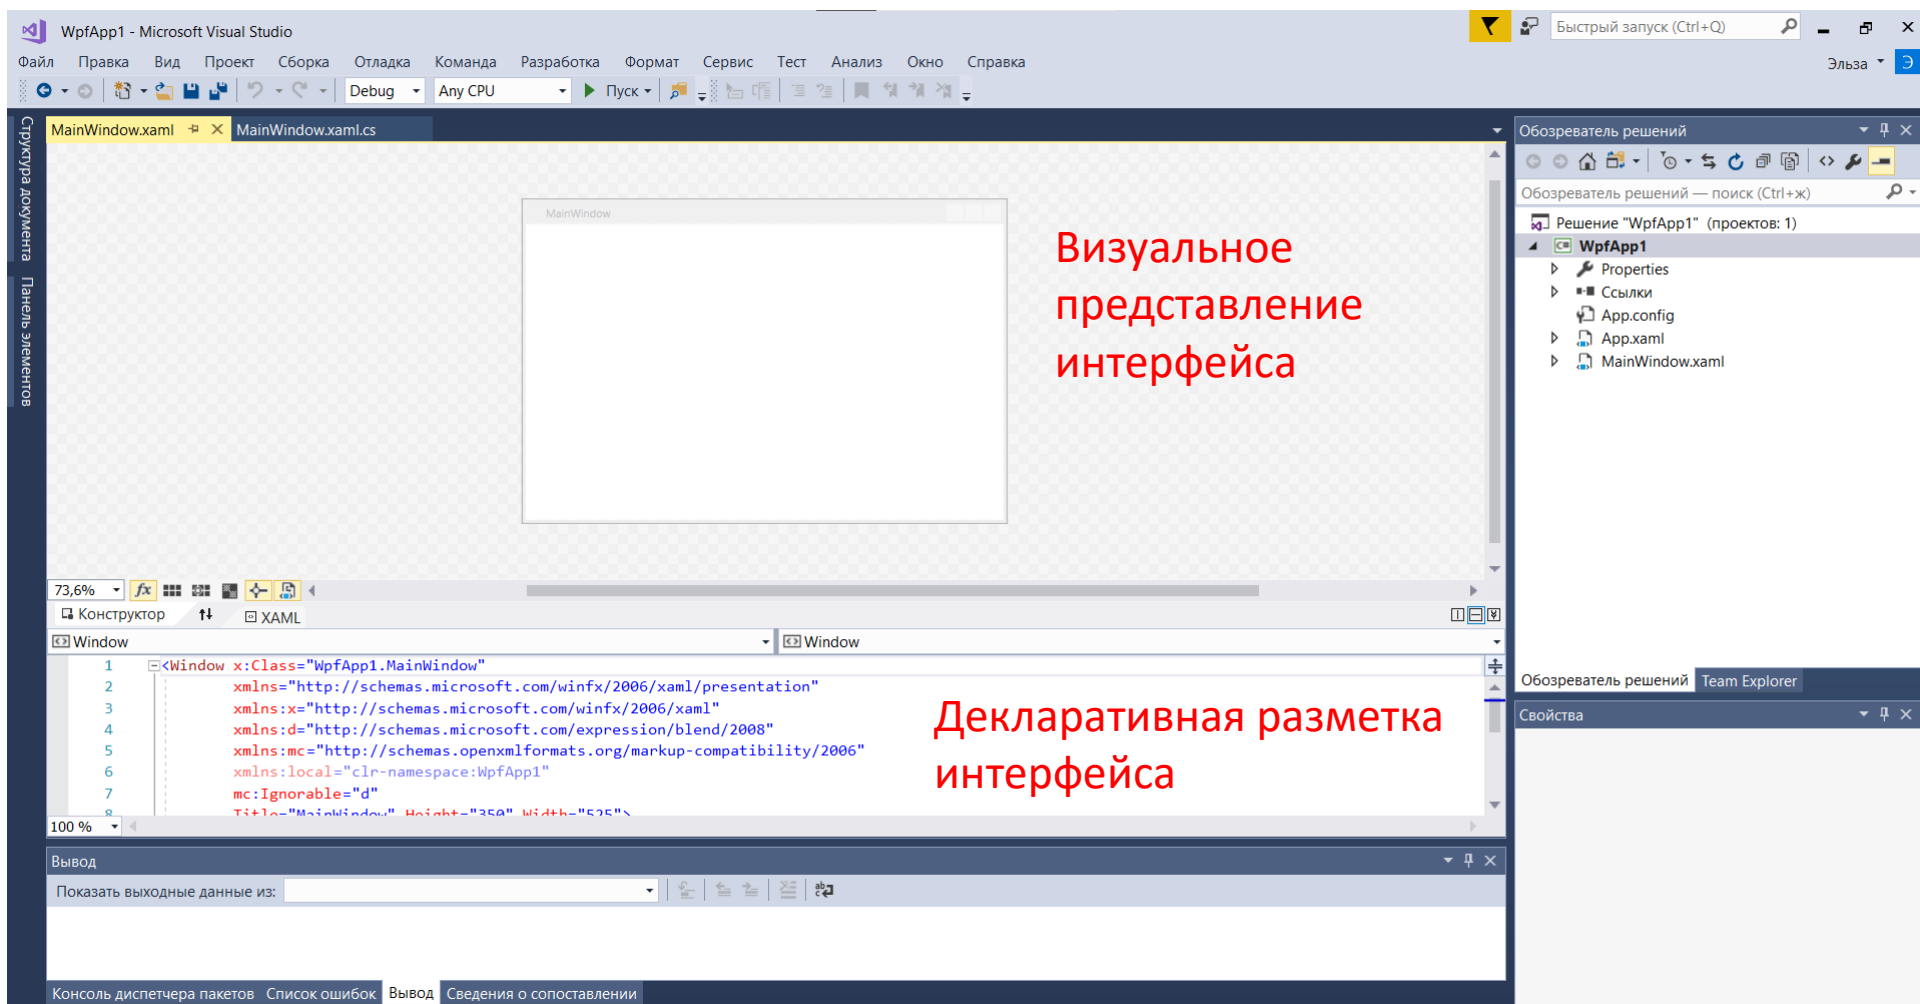 WpfApp1 - Microsoft Visual Studio
Быстрый запуск (Ctrl+Q)
Файл Правка Вид Проект Сборка Отладка Команда Разработка Формат Сервис Тест Анализ Окно Справка
Эльза Э
Debug Any CPU Пуск
Структура документа
Панель элементов
MainWindow.xaml MainWindow.xaml.cs
MainWindow
Визуальное
представление
интерфейса
73,6%
Конструктор XAML
Window Window
1 <Window x:Class="WpfApp1.MainWindow"
2 xmlns="http://schemas.microsoft.com/winfx/2006/xaml/presentation"
3 xmlns:x="http://schemas.microsoft.com/winfx/2006/xaml"
4 xmlns:d="http://schemas.microsoft.com/expression/blend/2008"
5 xmlns:mc="http://schemas.openxmlformats.org/markup-compatibility/2006"
6 xmlns:local="clr-namespace:WpfApp1"
7 mc:Ignorable="d"
8 Title="MainWindow" Height="350" Width="525">
Декларативная разметка
интерфейса
100 %
Вывод
Показать выходные данные из:
Консоль диспетчера пакетов Список ошибок Вывод Сведения о сопоставлении
Обозреватель решений
Обозреватель решений — поиск (Ctrl+ж)
Решение "WpfApp1" (проектов: 1)
WpfApp1
Properties
Ссылки
App.config
App.xaml
MainWindow.xaml
Обозреватель решений Team Explorer
Свойства